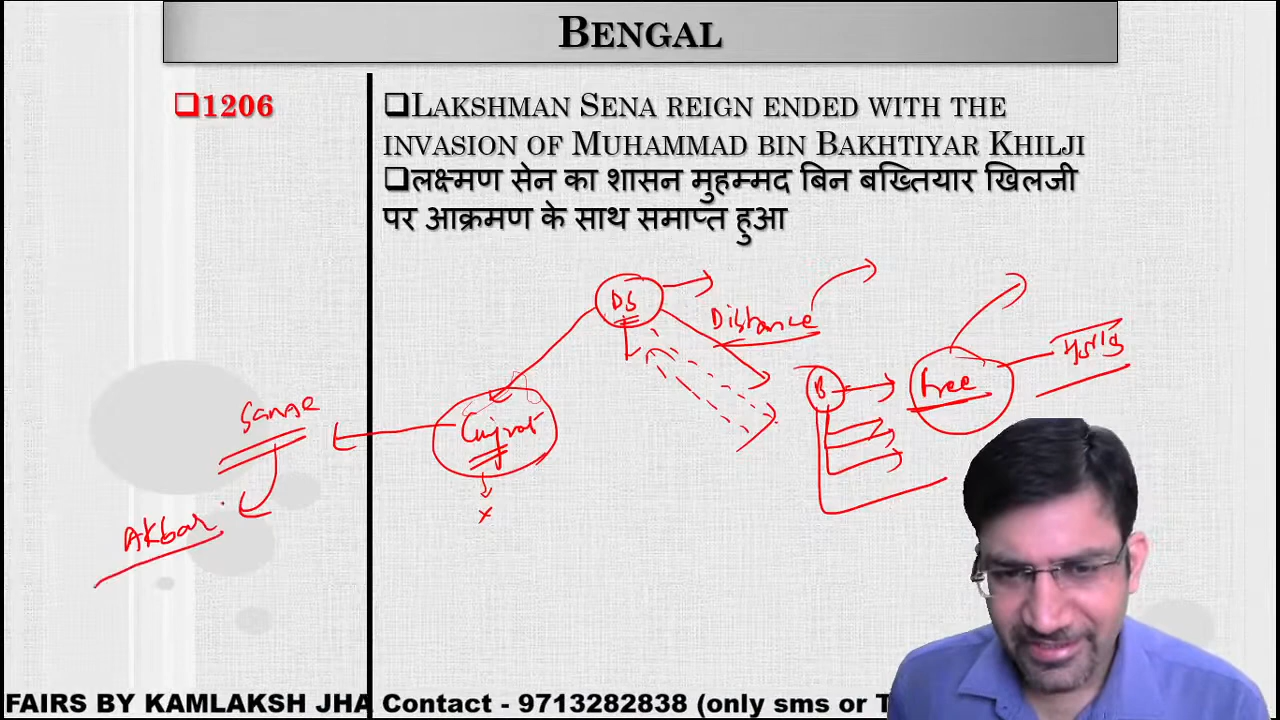 BENGAL
❑1206
❑LAKSHMAN SENA REIGN ENDED WITH THE
INVASION OF MUHAMMAD BIN BAKHTIYAR KHILJI
❑लक्ष्मण सेन का शासन मुहम्मद बिन बख्तियार खिलजी
पर आक्रमण के साथ समाप्त हुआ
DS
Distance
B
free
Gujrat
Same
Akbar
FAIRS BY KAMLAKSH JHA Contact - 9713282838 (only sms or T